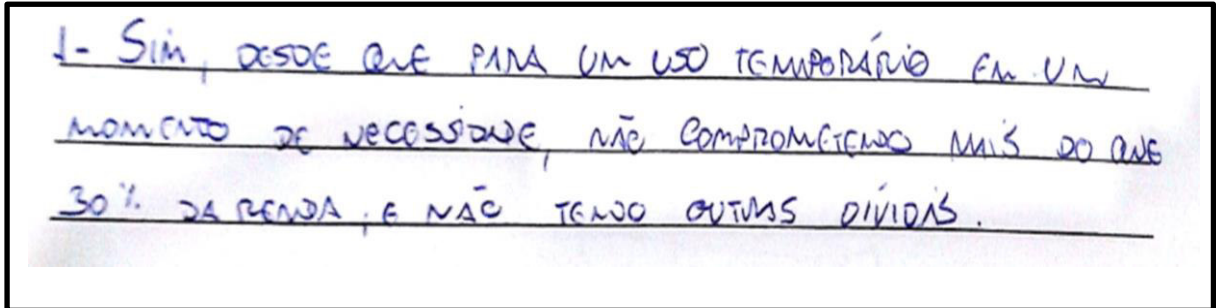 1- SIM, DESDE QUE PARA UM USO TEMPORÁRIO EM UM
MOMENTO DE NECESSIDADE, NÃO COMPROMETENDO MAIS DO QUE
30% DA RENDA, E NÃO TENDO OUTRAS DÍVIDAS.